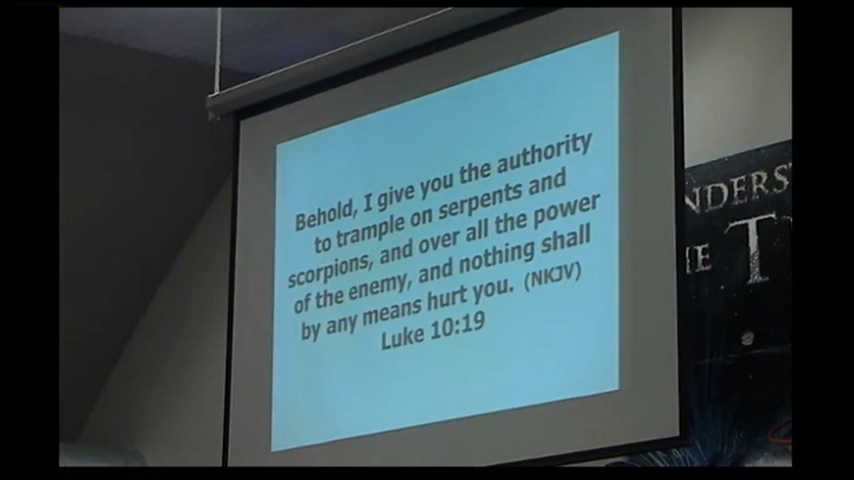 Behold, I give you the authority
to trample on serpents and
scorpions, and over all the power
of the enemy, and nothing shall
by any means hurt you. (NKJV)
Luke 10:19